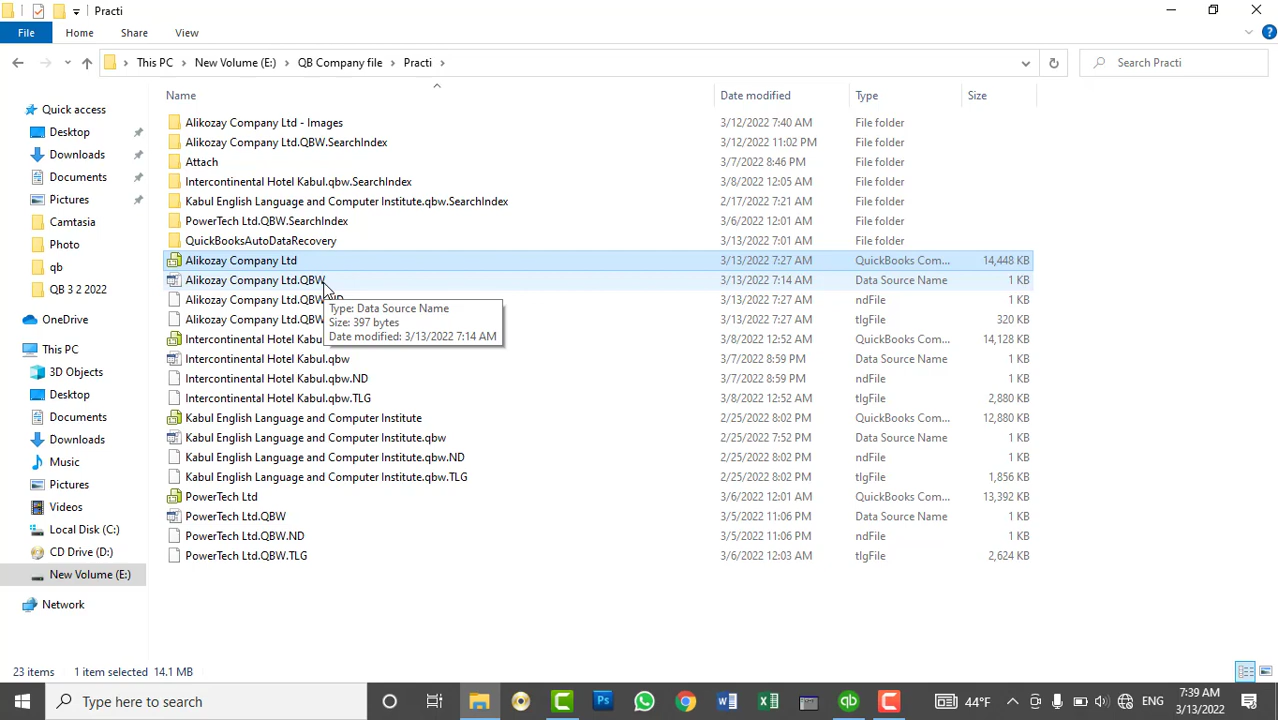 Practi
File Home Share View
This PC New Volume (E:) QB Company file Practi Search Practi
Name Date modified Type Size
Quick access
Desktop
Downloads
Documents
Pictures
Camtasia
Photo
qb
QB 3 2 2022
OneDrive
This PC
3D Objects
Desktop
Documents
Downloads
Music
Pictures
Videos
Local Disk (C:)
CD Drive (D:)
New Volume (E:)
Network
Alikozay Company Ltd - Images 3/12/2022 7:40 AM File folder
Alikozay Company Ltd.QBW.SearchIndex 3/12/2022 11:02 PM File folder
Attach 3/7/2022 8:46 PM File folder
Intercontinental Hotel Kabul.qbw.SearchIndex 3/8/2022 12:05 AM File folder
Kabul English Language and Computer Institute.qbw.SearchIndex 2/17/2022 7:21 AM File folder
PowerTech Ltd.QBW.SearchIndex 3/6/2022 12:01 AM File folder
QuickBooksAutoDataRecovery 3/13/2022 7:01 AM File folder
Alikozay Company Ltd 3/13/2022 7:27 AM QuickBooks Com... 14,448 KB
Alikozay Company Ltd.QBW 3/13/2022 7:14 AM Data Source Name 1 KB
Alikozay Company Ltd.QBW 3/13/2022 7:27 AM ndFile 1 KB
Alikozay Company Ltd.QBW 3/13/2022 7:27 AM tlgFile 320 KB
Intercontinental Hotel Kabu 3/8/2022 12:52 AM QuickBooks Com... 14,128 KB
Intercontinental Hotel Kabul.qbw 3/7/2022 8:59 PM Data Source Name 1 KB
Intercontinental Hotel Kabul.qbw.ND 3/7/2022 8:59 PM ndFile 1 KB
Intercontinental Hotel Kabul.qbw.TLG 3/8/2022 12:52 AM tlgFile 2,880 KB
Kabul English Language and Computer Institute 2/25/2022 8:02 PM QuickBooks Com... 12,880 KB
Kabul English Language and Computer Institute.qbw 2/25/2022 7:52 PM Data Source Name 1 KB
Kabul English Language and Computer Institute.qbw.ND 2/25/2022 8:02 PM ndFile 1 KB
Kabul English Language and Computer Institute.qbw.TLG 2/25/2022 8:02 PM tlgFile 1,856 KB
PowerTech Ltd 3/6/2022 12:01 AM QuickBooks Com... 13,392 KB
PowerTech Ltd.QBW 3/5/2022 11:06 PM Data Source Name 1 KB
PowerTech Ltd.QBW.ND 3/5/2022 11:06 PM ndFile 1 KB
PowerTech Ltd.QBW.TLG 3/6/2022 12:03 AM tlgFile 2,624 KB
Type: Data Source Name
Size: 397 bytes
Date modified: 3/13/2022 7:14 AM
23 items 1 item selected 14.1 MB
Type here to search 44°F ENG 7:39 AM
3/13/2022